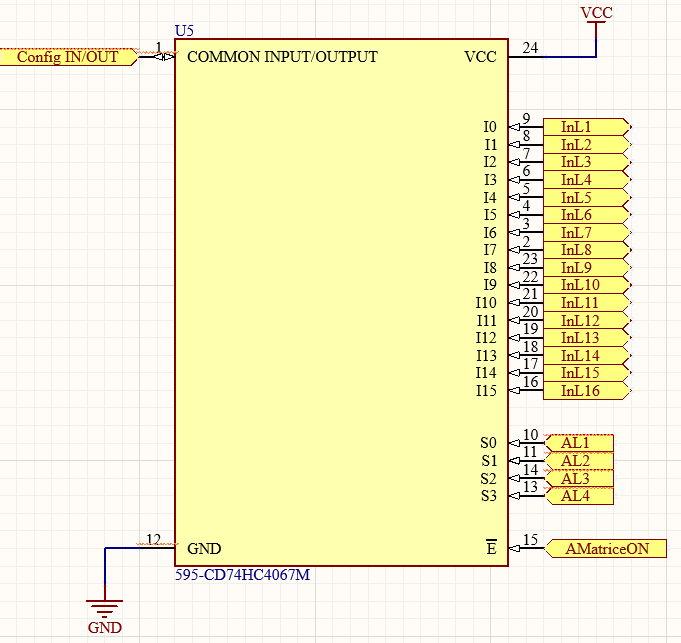 VCC
U5
Config IN/OUT 1 COMMON INPUT/OUTPUT VCC 24
I0 9 InL1
I1 8 InL2
I2 7 InL3
I3 6 InL4
I4 5 InL5
I5 4 InL6
I6 3 InL7
I7 2 InL8
I8 23 InL9
I9 22 InL10
I10 21 InL11
I11 20 InL12
I12 19 InL13
I13 18 InL14
I14 17 InL15
I15 16 InL16
S0 10 AL1
S1 11 AL2
S2 14 AL3
S3 13 AL4
12 GND E 15 AMatriceON
595-CD74HC4067M
GND